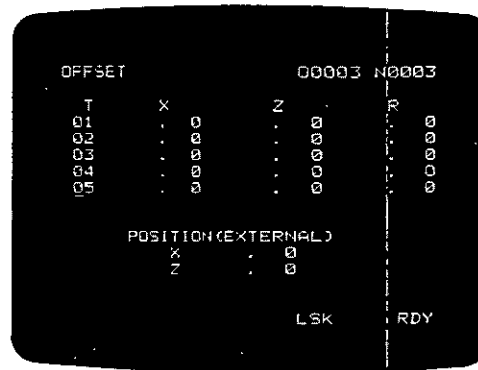 OFFSET O0003 N0003
T X Z R
01 . 0 . 0 . 0
02 . 0 . 0 . 0
03 . 0 . 0 . 0
04 . 0 . 0 . 0
05 . 0 . 0 . 0
POSITION(EXTERNAL)
X . 0
Z . 0
LSK RDY